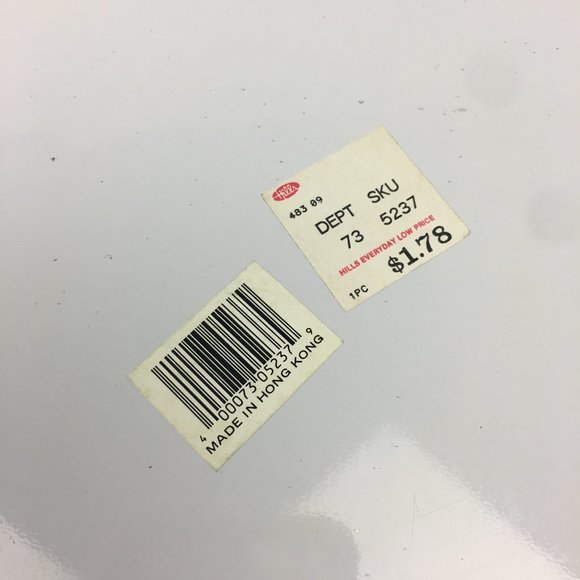 Hills
483 89
DEPT SKU
73 5237
HILLS EVERYDAY LOW PRICE
1PC $1.78
4 00073 05237 9
MADE IN HONG KONG